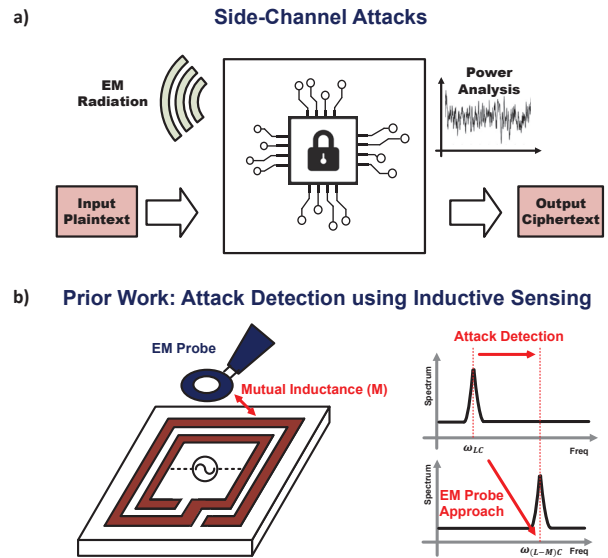 a)
Side-Channel Attacks
EM
Radiation
Power
Analysis
Input
Plaintext
Output
Ciphertext
b)
Prior Work: Attack Detection using Inductive Sensing
EM Probe
Mutual Inductance (M)
Attack Detection
Spectrum
ω_LC
Freq
EM Probe
Approach
Spectrum
ω_(L−M)C
Freq